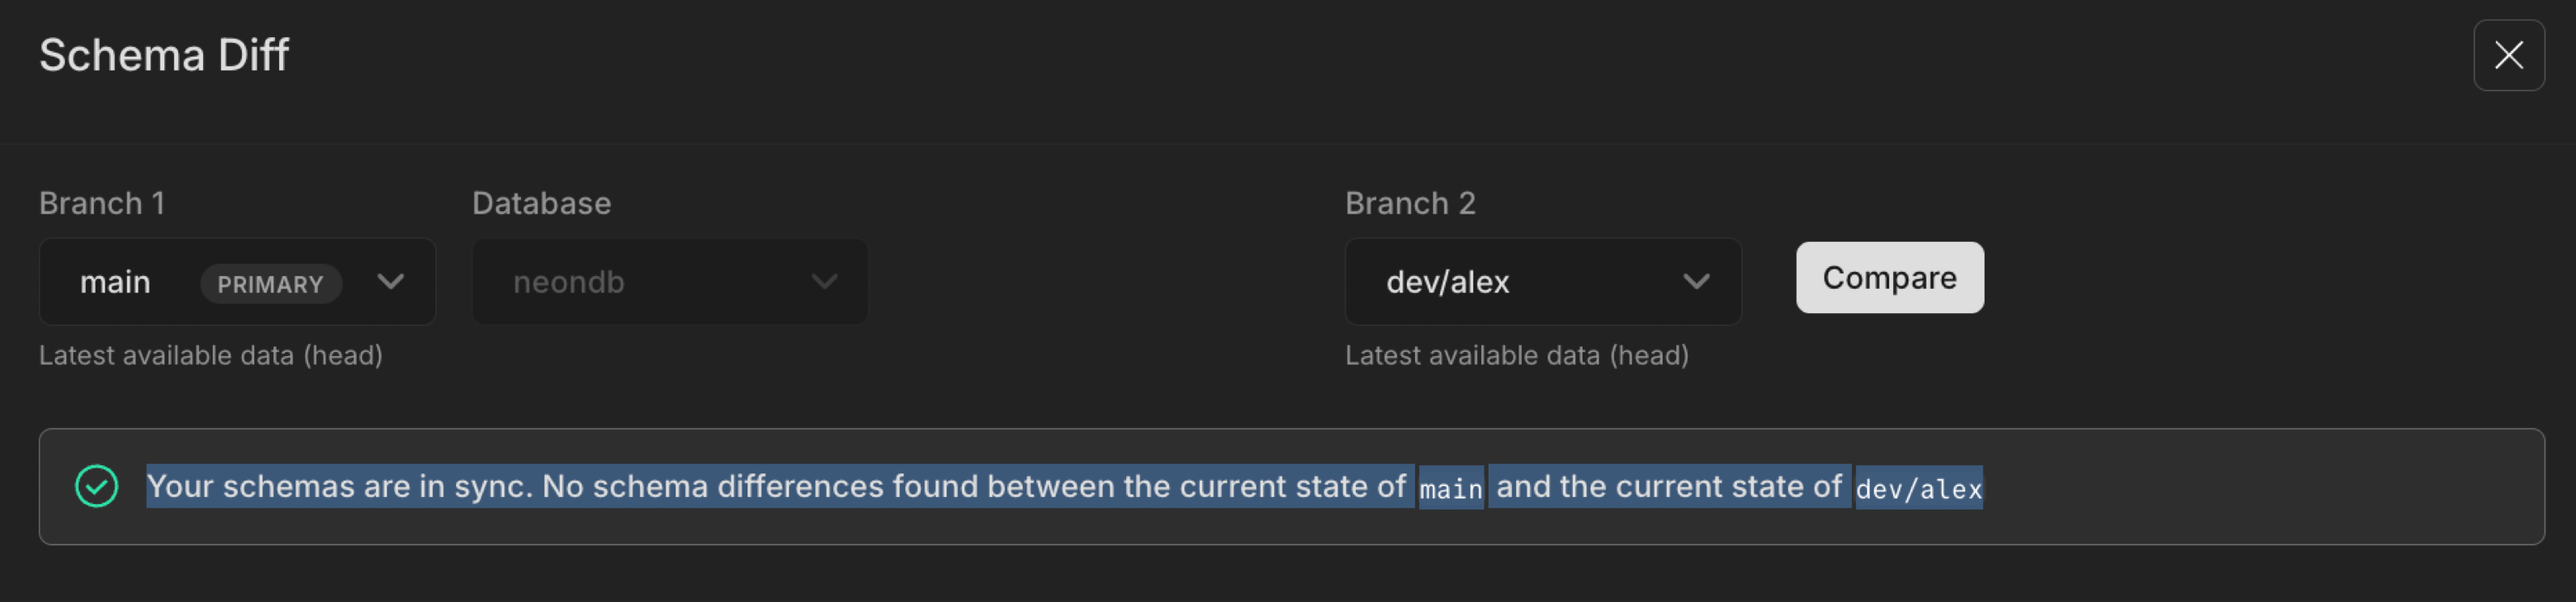 Schema Diff
Branch 1
Database
Branch 2
main PRIMARY
neondb
dev/alex
Compare
Latest available data (head)
Latest available data (head)
Your schemas are in sync. No schema differences found between the current state of main and the current state of dev/alex